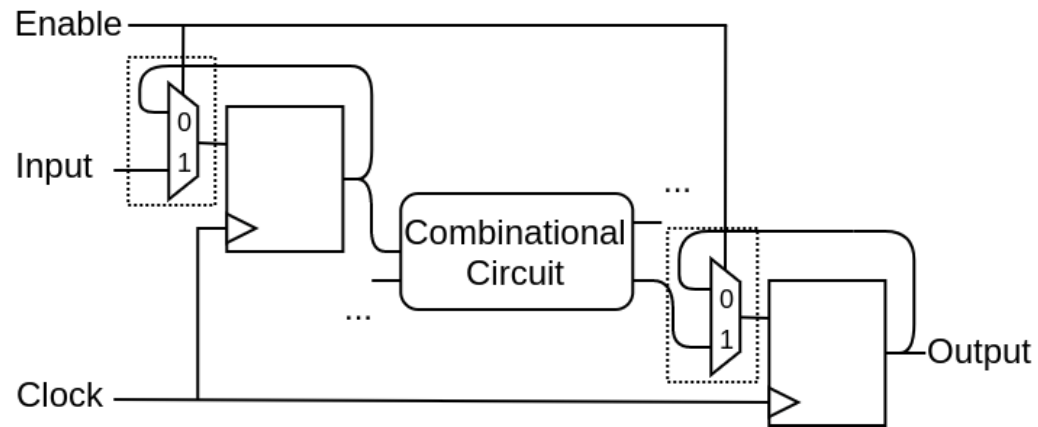 Enable
0
Input
1
...
Combinational
Circuit
...
0
1
Output
Clock